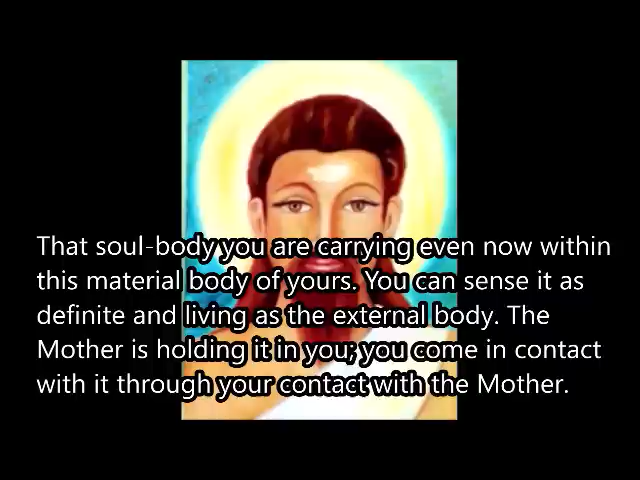 That soul-body you are carrying even now within
this material body of yours. You can sense it as
definite and living as the external body. The
Mother is holding it in you; you come in contact
with it through your contact with the Mother.